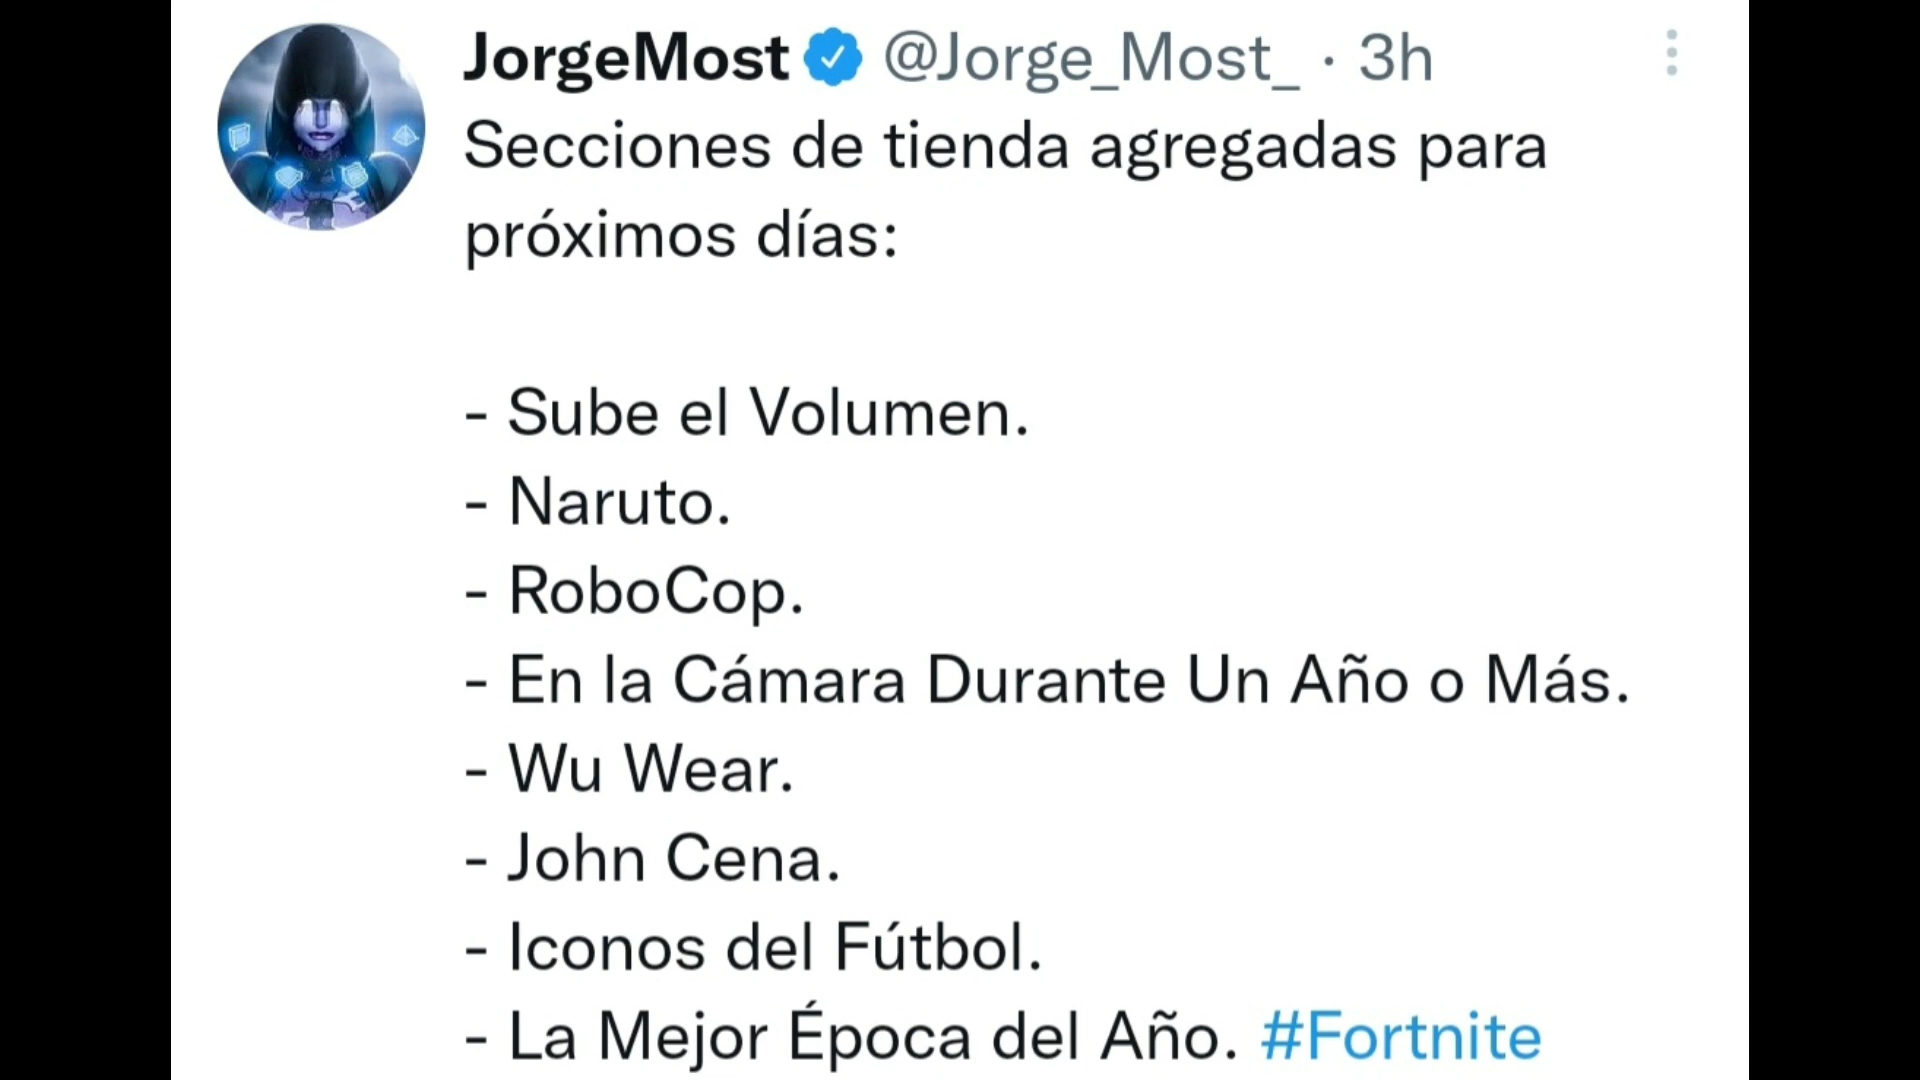 JorgeMost @Jorge_Most_ · 3h
Secciones de tienda agregadas para
próximos días:
- Sube el Volumen.
- Naruto.
- RoboCop.
- En la Cámara Durante Un Año o Más.
- Wu Wear.
- John Cena.
- Iconos del Fútbol.
- La Mejor Época del Año. #Fortnite